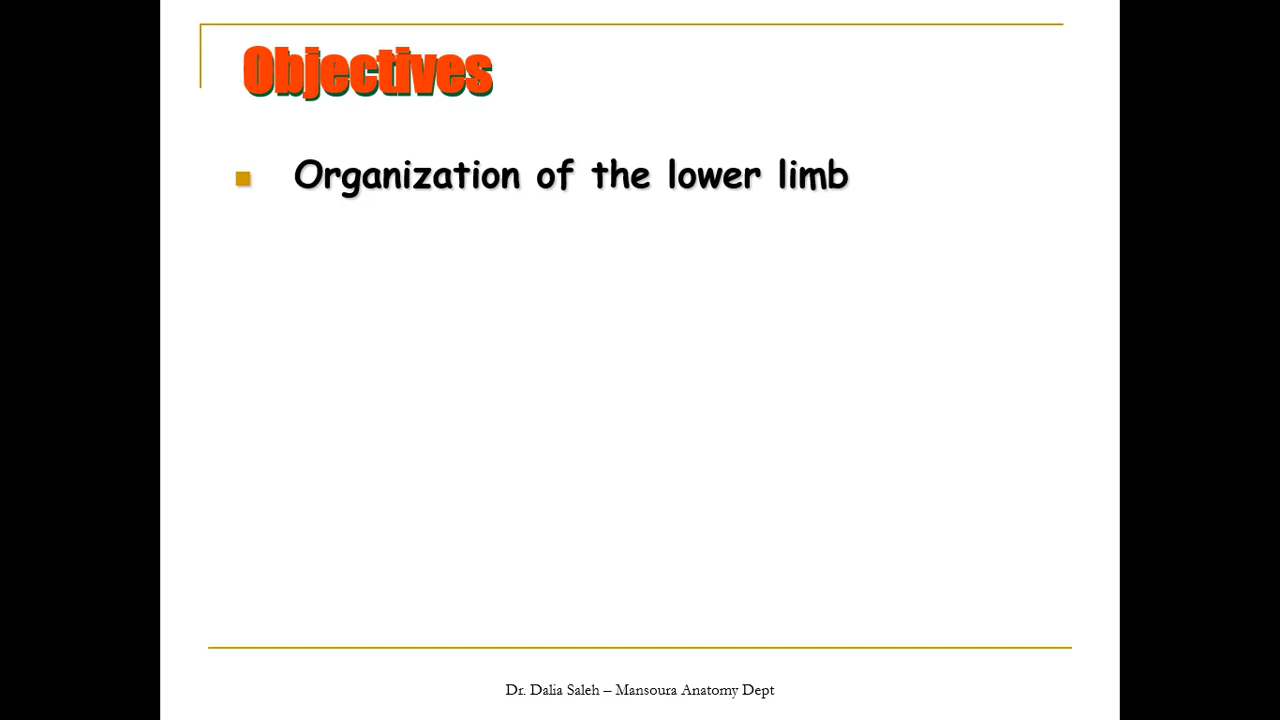 Objectives
Organization of the lower limb
Dr. Dalia Saleh – Mansoura Anatomy Dept